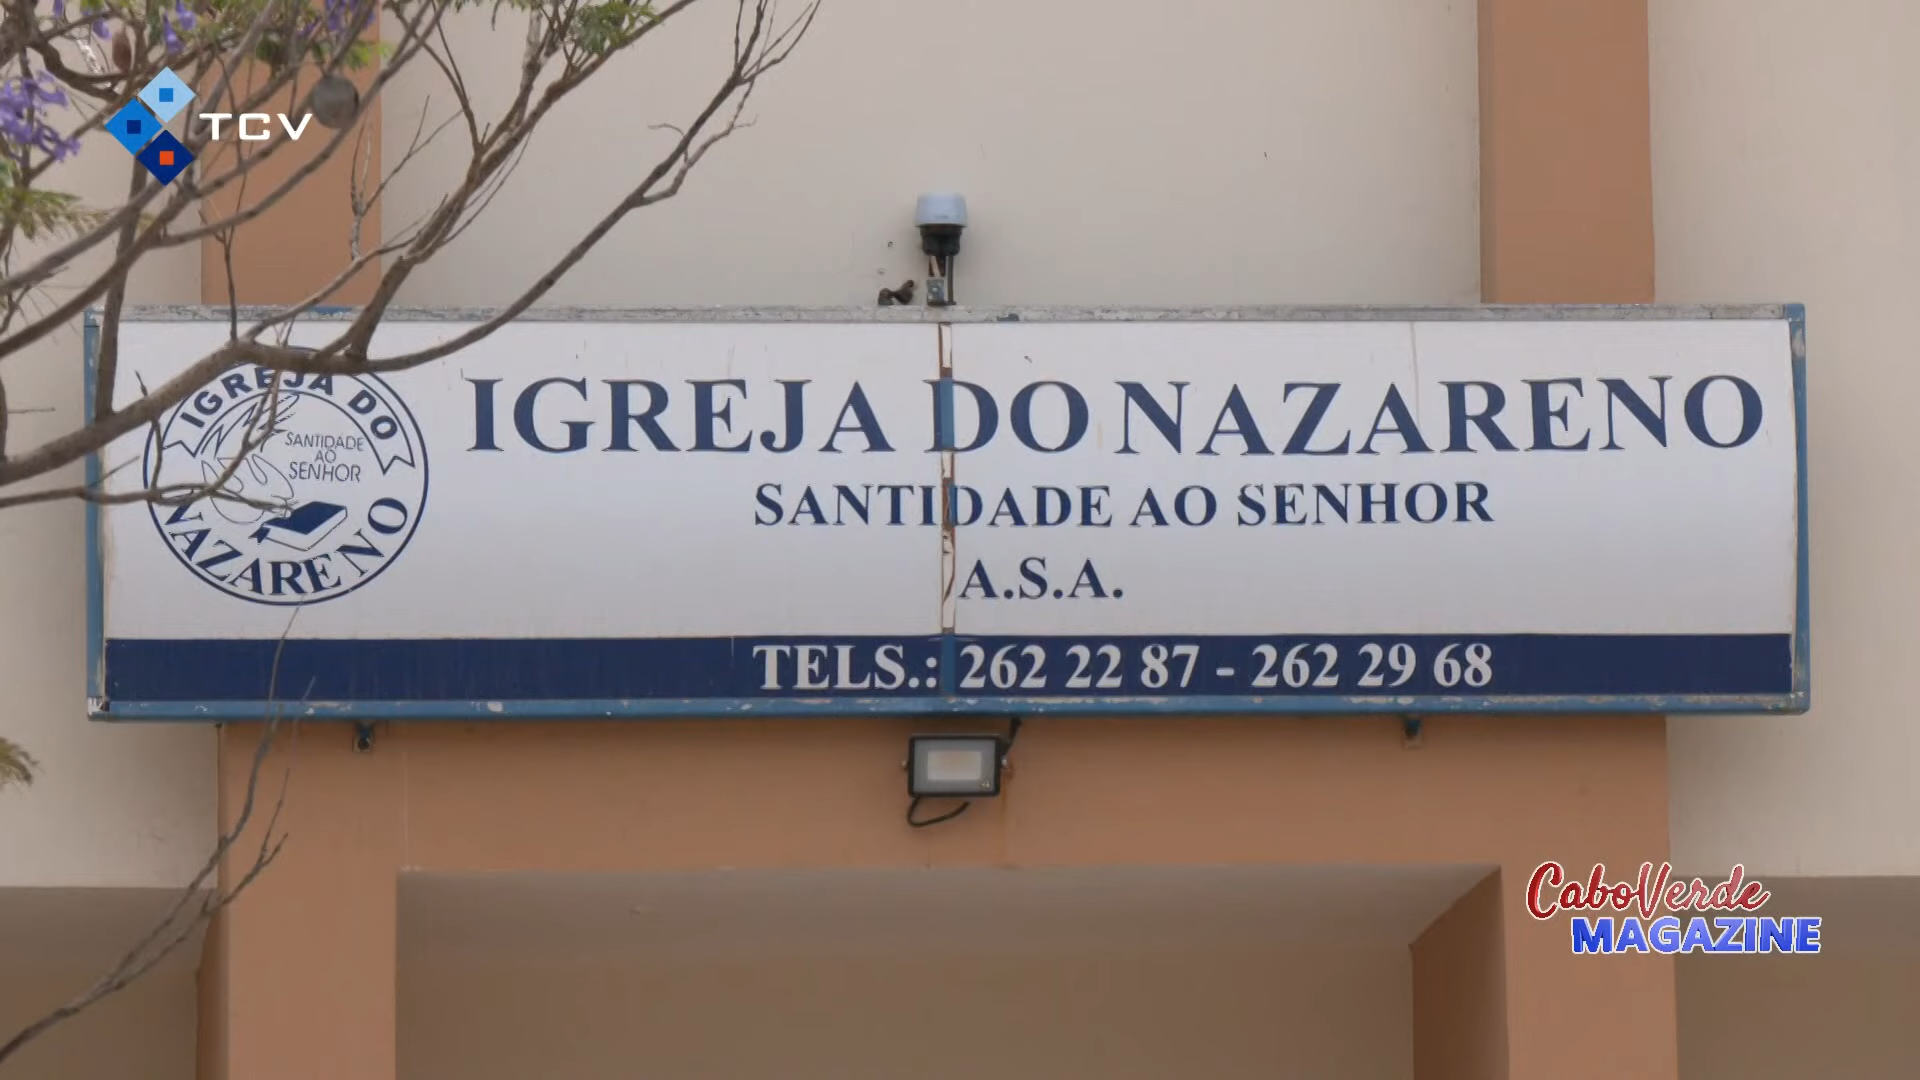 TCV
IGREJA DO NAZARENO
SANTIDADE AO SENHOR
A.S.A.
TELS.: 262 22 87 - 262 29 68
IGREJA DO
SANTIDADE
AO
SENHOR
NAZARENO
CaboVerde
MAGAZINE